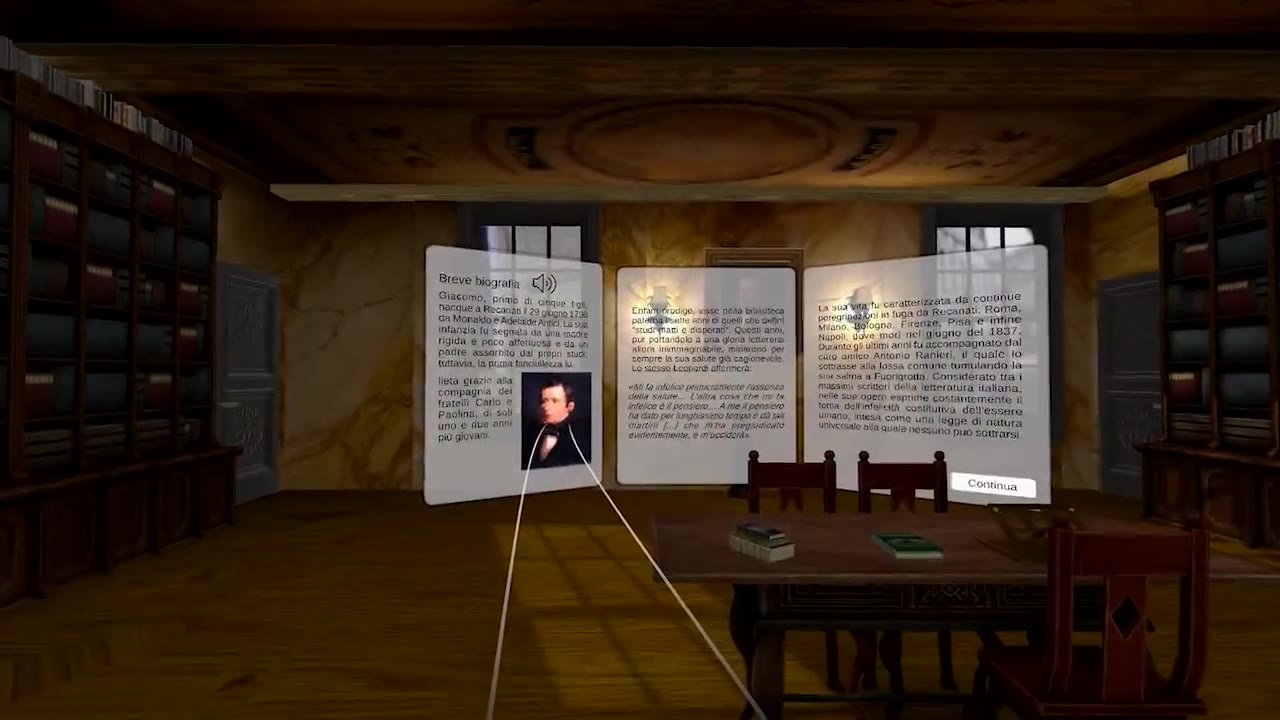 Breve biografia
Giacomo, primo di cinque figli,
nacque a Recanati il 29 giugno 1798
da Monaldo e Adelaide Antici. La sua
infanzia fu segnata da una madre
rigida e poco affettuosa e da un
padre assorbito dai propri studi,
tuttavia, la prima fanciullezza fu
lieta grazie alla
compagnia dei
fratelli Carlo e
Paolina, di soli
uno e due anni
più giovani.
Enfant prodige, visse nella biblioteca
paterna i sette anni di quelli che definì
"studi matti e disperati". Questi anni,
pur portandolo a una gloria letteraria
allora inimmaginabile, minarono per
sempre la sua salute già cagionevole.
Lo stesso Leopardi affermerà:
«Mi fa infelice primieramente l'assenza
della salute... L'altra cosa che mi fa
infelice è il pensiero... A me il pensiero
ha dato per lunghissimo tempo e dà tali
martirii [...] che m'ha pregiudicato
evidentemente, e m'ucciderà».
La sua vita fu caratterizzata da continue
peregrinazioni in fuga da Recanati: Roma,
Milano, Bologna, Firenze, Pisa e infine
Napoli, dove morì nel giugno del 1837.
Durante gli ultimi anni fu accompagnato dal
caro amico Antonio Ranieri, il quale lo
sottrasse alla fossa comune tumulando la
sua salma a Fuorigrotta. Considerato tra i
massimi scrittori della letteratura italiana,
nelle sue opere esprime costantemente il
tema dell'infelicità costitutiva dell'essere
umano, intesa come una legge di natura
universale alla quale nessuno può sottrarsi.
Continua